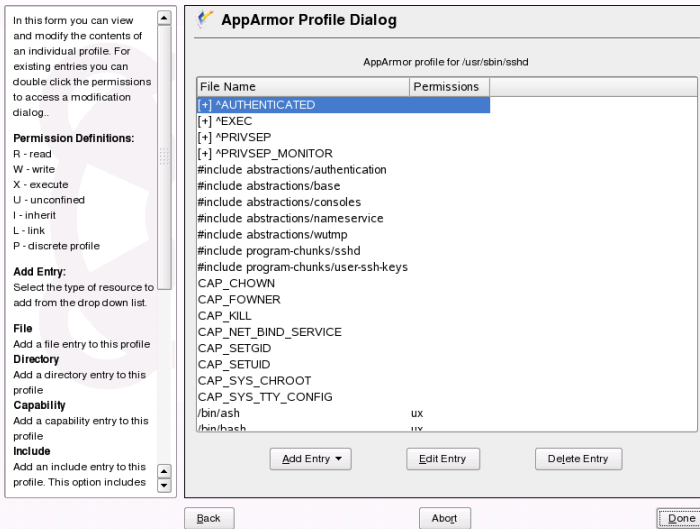 In this form you can view
and modify the contents of
an individual profile. For
existing entries you can
double click the permissions
to access a modification
dialog..
Permission Definitions:
R - read
W - write
X - execute
U - unconfined
I - inherit
L - link
P - discrete profile
Add Entry:
Select the type of resource to
add from the drop down list.
File
Add a file entry to this profile
Directory
Add a directory entry to this
profile
Capability
Add a capability entry to this
profile
Include
Add an include entry to this
profile. This option includes
AppArmor Profile Dialog
AppArmor profile for /usr/sbin/sshd
File Name Permissions
[+] ^AUTHENTICATED
[+] ^EXEC
[+] ^PRIVSEP
[+] ^PRIVSEP_MONITOR
#include abstractions/authentication
#include abstractions/base
#include abstractions/consoles
#include abstractions/nameservice
#include abstractions/wutmp
#include program-chunks/sshd
#include program-chunks/user-ssh-keys
CAP_CHOWN
CAP_FOWNER
CAP_KILL
CAP_NET_BIND_SERVICE
CAP_SETGID
CAP_SETUID
CAP_SYS_CHROOT
CAP_SYS_TTY_CONFIG
/bin/ash ux
/bin/bash ux
Add Entry Edit Entry Delete Entry
Back Abort Done